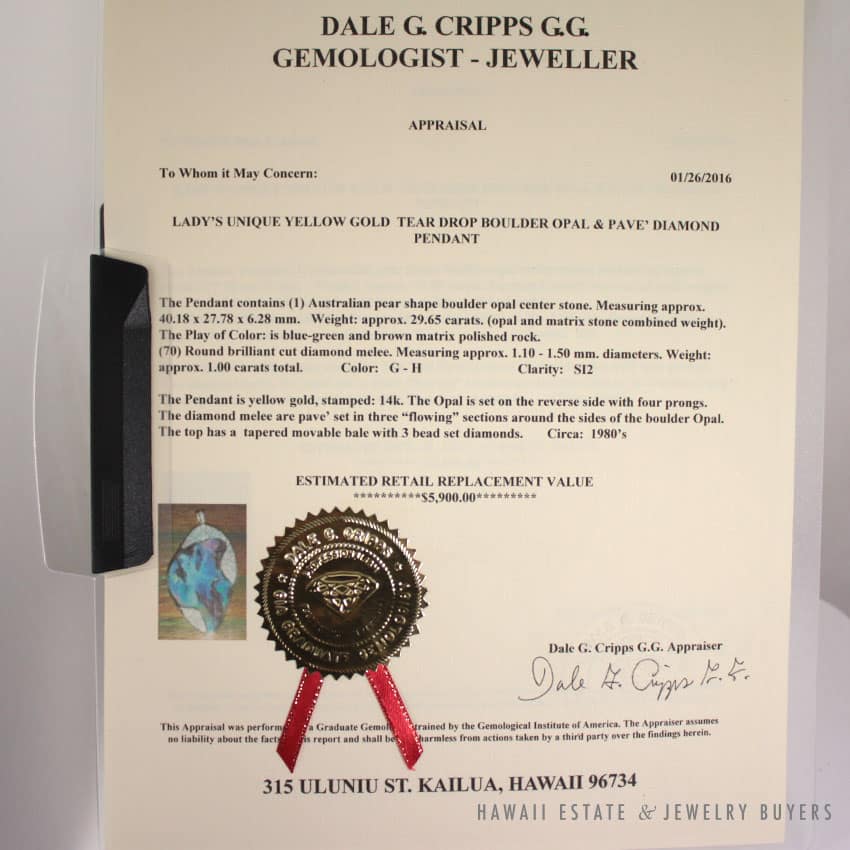 DALE G. CRIPPS G.G.
GEMOLOGIST - JEWELLER
APPRAISAL
To Whom it May Concern:
01/26/2016
LADY'S UNIQUE YELLOW GOLD TEAR DROP BOULDER OPAL & PAVE' DIAMOND
PENDANT
The Pendant contains (1) Australian pear shape boulder opal center stone. Measuring approx.
40.18 x 27.78 x 6.28 mm. Weight: approx. 29.65 carats. (opal and matrix stone combined weight).
The Play of Color: is blue-green and brown matrix polished rock.
(70) Round brilliant cut diamond melee. Measuring approx. 1.10 - 1.50 mm. diameters. Weight:
approx. 1.00 carats total. Color: G - H Clarity: SI2
The Pendant is yellow gold, stamped: 14k. The Opal is set on the reverse side with four prongs.
The diamond melee are pave' set in three "flowing" sections around the sides of the boulder Opal.
The top has a tapered movable bale with 3 bead set diamonds. Circa: 1980's
ESTIMATED RETAIL REPLACEMENT VALUE
**********$5,900.00*********
DALE G. CRIPPS
GIA GRADUATE GEMOLOGIST
Dale G. Cripps G.G. Appraiser
Dale G. Cripps G.G.
This Appraisal was perform a Graduate Gemol trained by the Gemological Institute of America. The Appraiser assumes
no liability about the fact is report and shall be harmless from actions taken by a third party over the findings herein.
315 ULUNIU ST. KAILUA, HAWAII 96734
HAWAII ESTATE & JEWELRY BUYERS